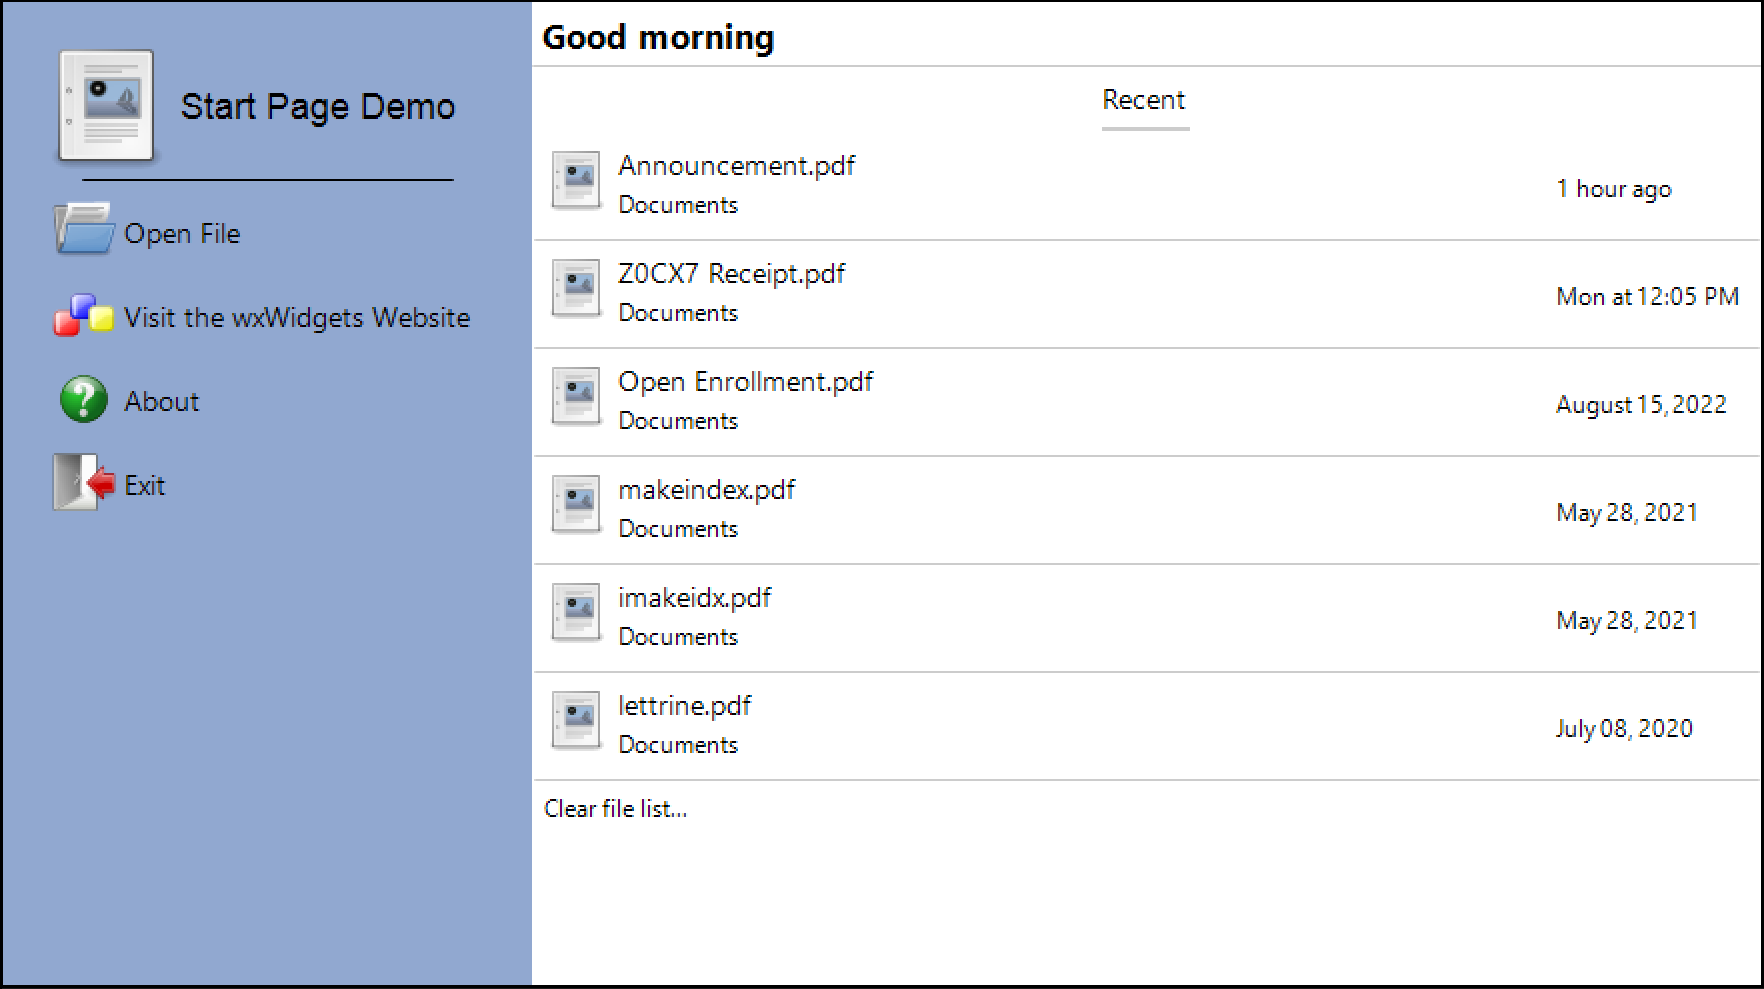 Start Page Demo
Open File
Visit the wxWidgets Website
About
Exit
Good morning
Recent
Announcement.pdf
Documents
1 hour ago
Z0CX7 Receipt.pdf
Documents
Mon at 12:05 PM
Open Enrollment.pdf
Documents
August 15, 2022
makeindex.pdf
Documents
May 28, 2021
imakeidx.pdf
Documents
May 28, 2021
lettrine.pdf
Documents
July 08, 2020
Clear file list...